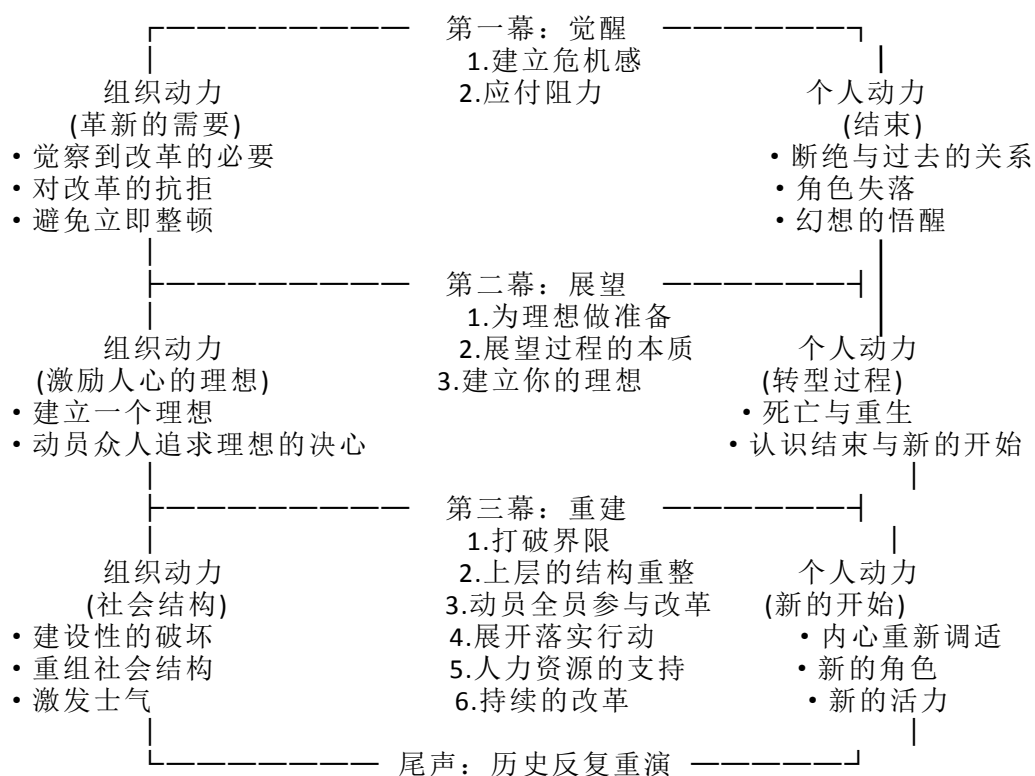 第一幕：觉醒
1.建立危机感
组织动力 2.应付阻力 个人动力
(革新的需要) (结束)
•觉察到改革的必要 •断绝与过去的关系
•对改革的抗拒 •角色失落
•避免立即整顿 •幻想的悟醒
第二幕：展望
1.为理想做准备
组织动力 2.展望过程的本质 个人动力
(激励人心的理想) 3.建立你的理想 (转型过程)
•建立一个理想 •死亡与重生
•动员众人追求理想的决心 •认识结束与新的开始
第三幕：重建
1.打破界限
组织动力 2.上层的结构重整 个人动力
(社会结构) 3.动员全员参与改革 (新的开始)
•建设性的破坏 4.展开落实行动 •内心重新调适
•重组社会结构 5.人力资源的支持 •新的角色
•激发士气 6.持续的改革 •新的活力
尾声：历史反复重演